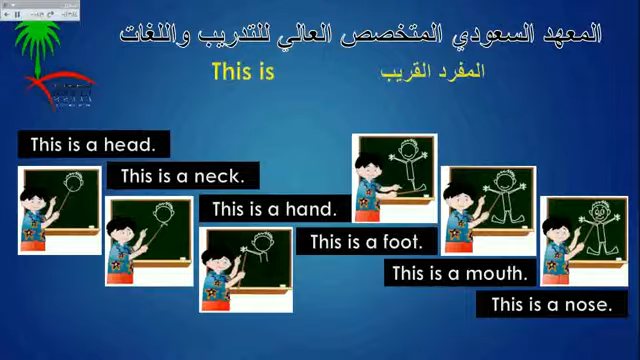 المعهد السعودي المتخصص العالي للتدريب واللغات
This is
المفرد القريب
This is a head.
This is a neck.
This is a hand.
This is a foot.
This is a mouth.
This is a nose.